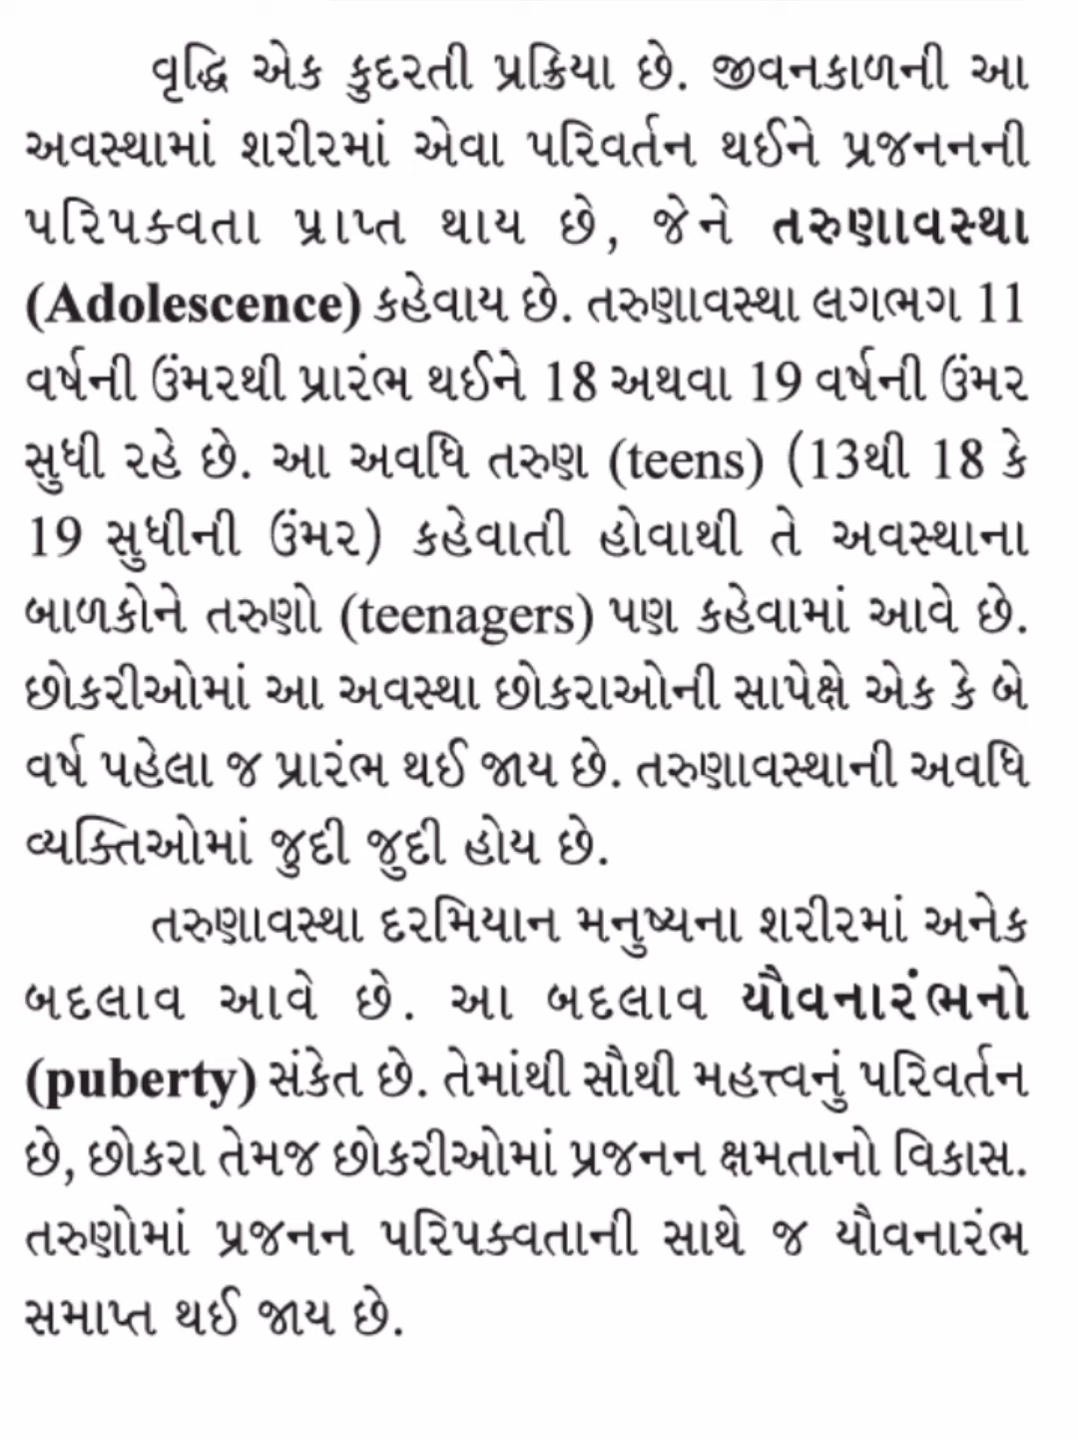 વૃદ્ધિ એક કુદરતી પ્રક્રિયા છે. જીવનકાળની આ
અવસ્થામાં શરીરમાં એવા પરિવર્તન થઈને પ્રજનનની
પરિપક્વતા પ્રાપ્ત થાય છે, જેને તરુણાવસ્થા
(Adolescence) કહેવાય છે. તરુણાવસ્થા લગભગ 11
વર્ષની ઉંમરથી પ્રારંભ થઈને 18 અથવા 19 વર્ષની ઉંમર
સુધી રહે છે. આ અવધિ તરુણ (teens) (13થી 18 કે
19 સુધીની ઉંમર) કહેવાતી હોવાથી તે અવસ્થાના
બાળકોને તરુણો (teenagers) પણ કહેવામાં આવે છે.
છોકરીઓમાં આ અવસ્થા છોકરાઓની સાપેક્ષે એક કે બે
વર્ષ પહેલા જ પ્રારંભ થઈ જાય છે. તરુણાવસ્થાની અવધિ
વ્યક્તિઓમાં જુદી જુદી હોય છે.
તરુણાવસ્થા દરમિયાન મનુષ્યના શરીરમાં અનેક
બદલાવ આવે છે. આ બદલાવ યૌવનારંભનો
(puberty) સંકેત છે. તેમાંથી સૌથી મહત્ત્વનું પરિવર્તન
છે, છોકરા તેમજ છોકરીઓમાં પ્રજનન ક્ષમતાનો વિકાસ.
તરુણોમાં પ્રજનન પરિપક્વતાની સાથે જ યૌવનારંભ
સમાપ્ત થઈ જાય છે.